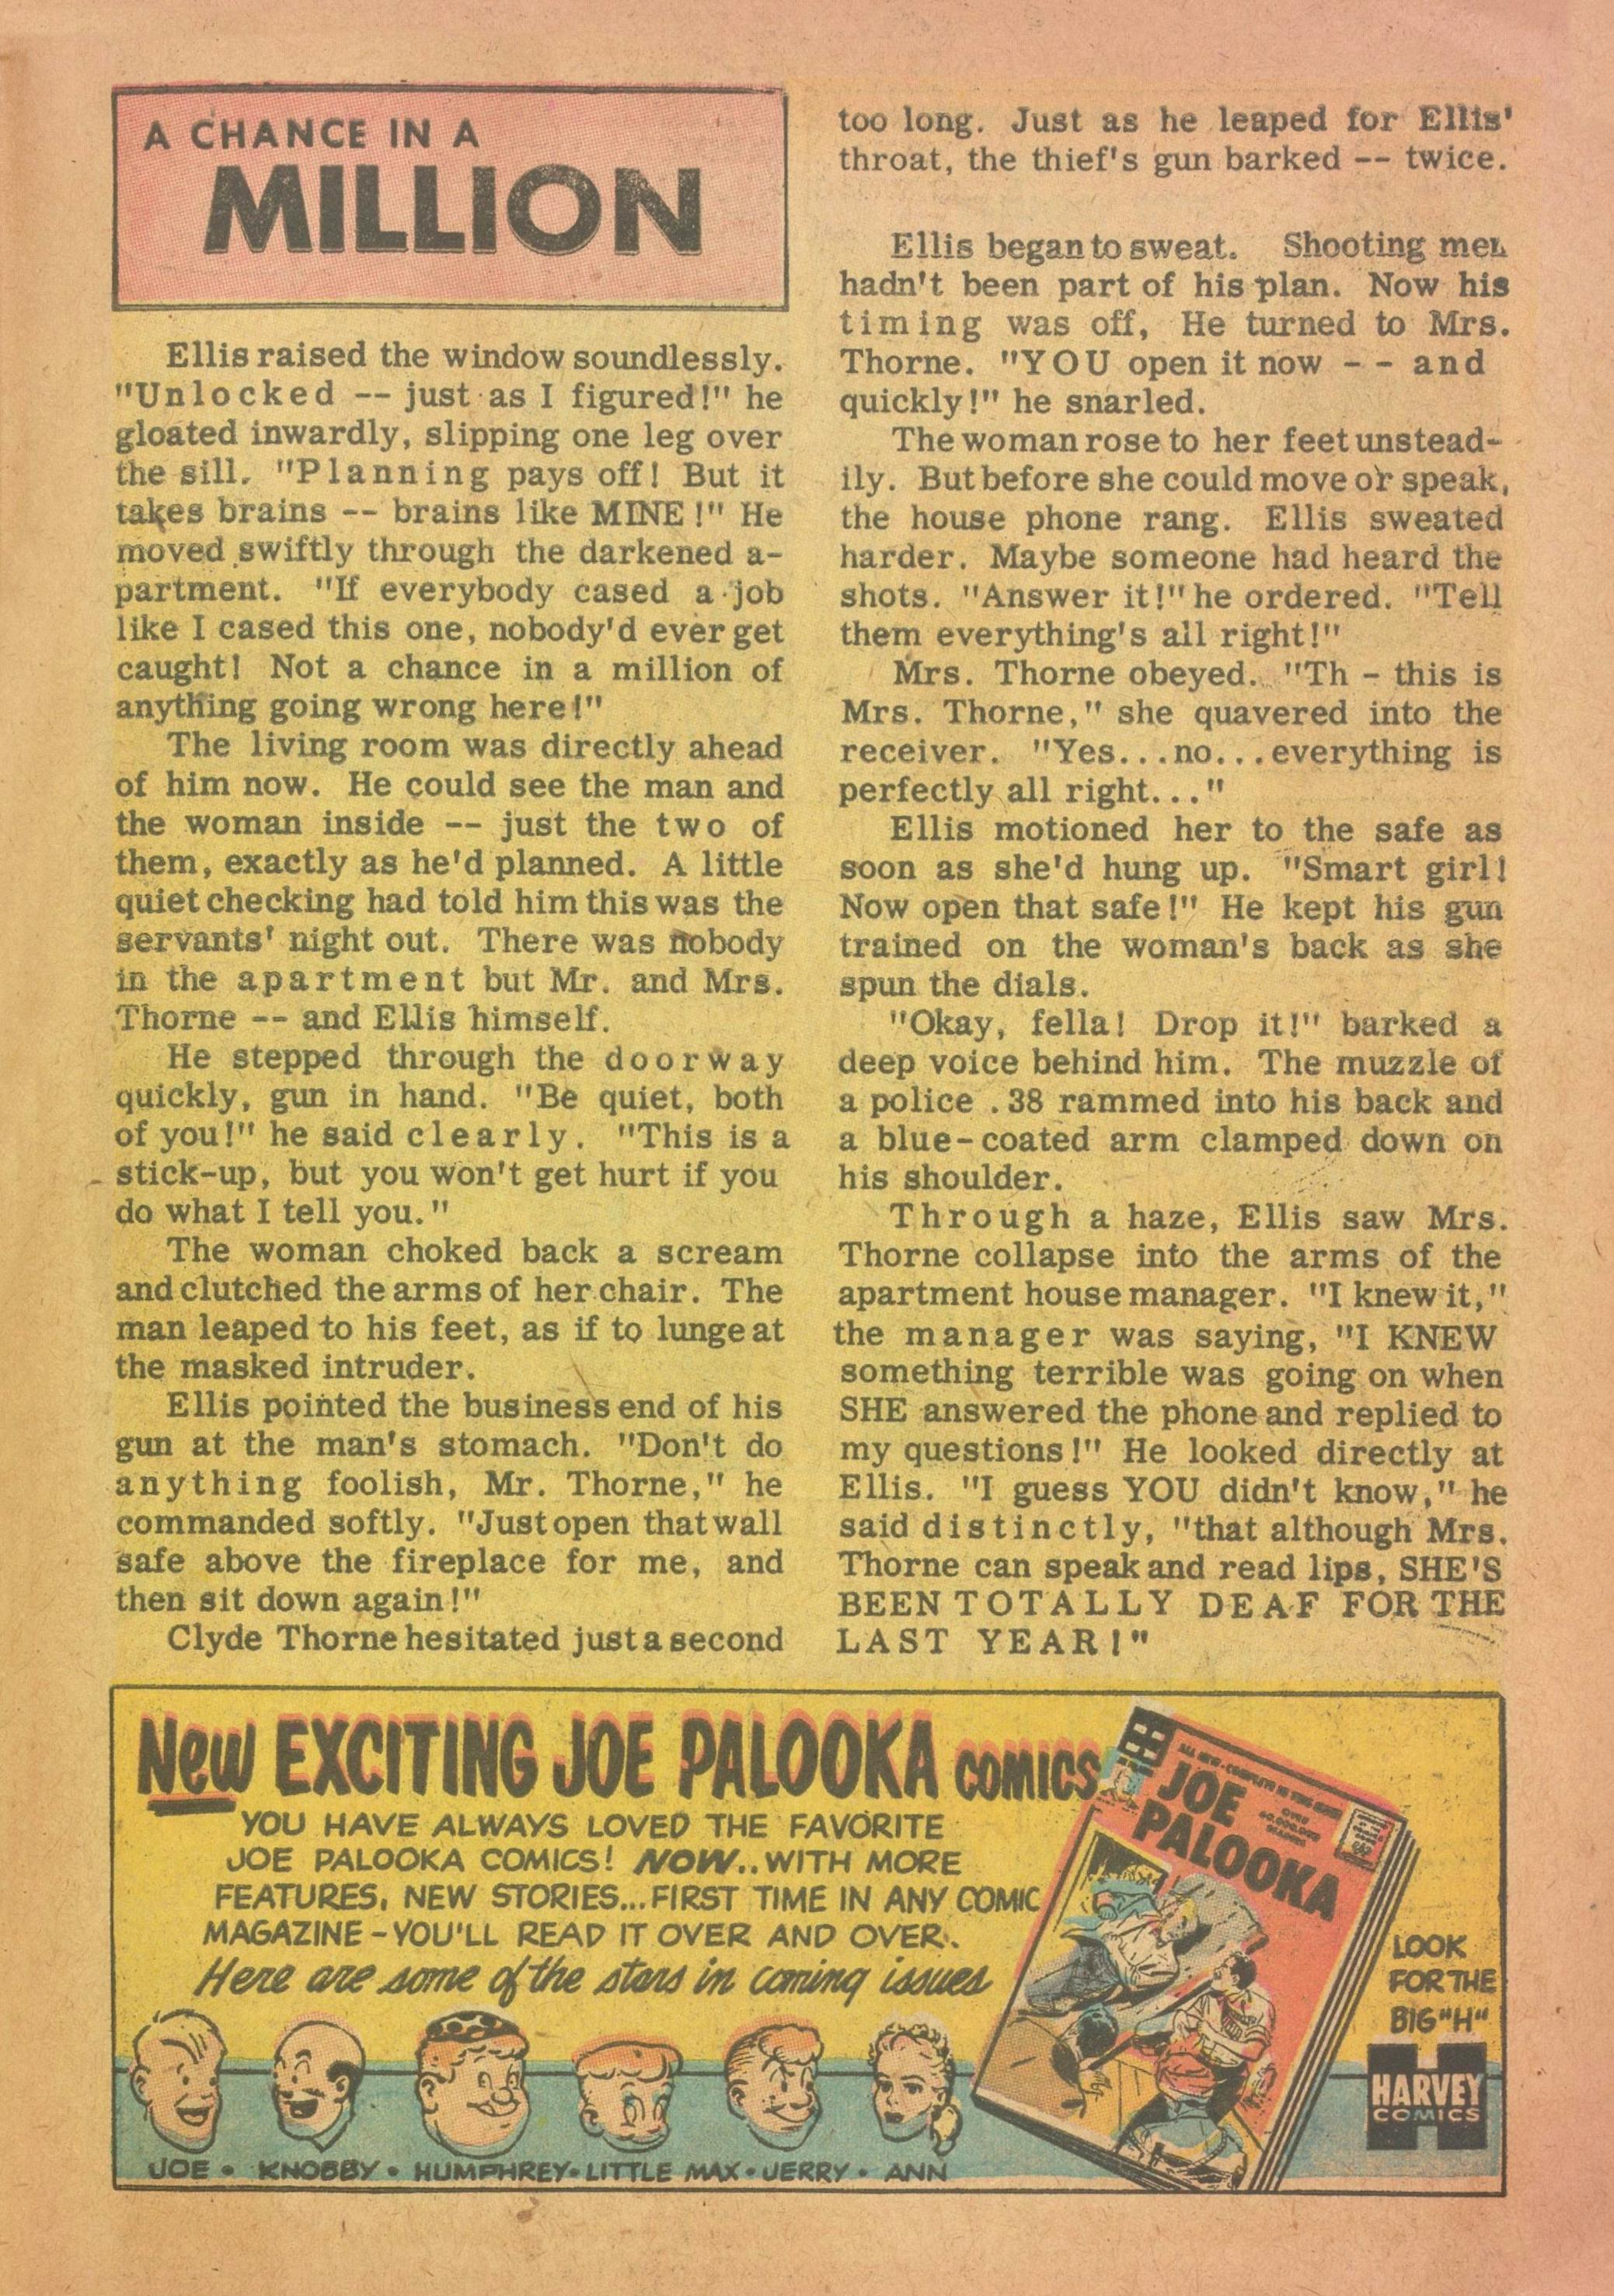 A CHANCE IN A
MILLION
Ellis raised the window soundlessly.
"Unlocked -- just as I figured!" he
gloated inwardly, slipping one leg over
the sill. "Planning pays off! But it
takes brains -- brains like MINE!" He
moved swiftly through the darkened a-
partment. "If everybody cased a job
like I cased this one, nobody'd ever get
caught! Not a chance in a million of
anything going wrong here!"
The living room was directly ahead
of him now. He could see the man and
the woman inside -- just the two of
them, exactly as he'd planned. A little
quiet checking had told him this was the
servants' night out. There was nobody
in the apartment but Mr. and Mrs.
Thorne -- and Ellis himself.
He stepped through the doorway
quickly, gun in hand. "Be quiet, both
of you!" he said clearly. "This is a
stick-up, but you won't get hurt if you
do what I tell you."
The woman choked back a scream
and clutched the arms of her chair. The
man leaped to his feet, as if to lunge at
the masked intruder.
Ellis pointed the business end of his
gun at the man's stomach. "Don't do
anything foolish, Mr. Thorne," he
commanded softly. "Just open that wall
safe above the fireplace for me, and
then sit down again!"
Clyde Thorne hesitated just a second
too long. Just as he leaped for Ellis'
throat, the thief's gun barked -- twice.
Ellis began to sweat. Shooting men
hadn't been part of his plan. Now his
timing was off, He turned to Mrs.
Thorne. "YOU open it now -- and
quickly!" he snarled.
The woman rose to her feet unstead-
ily. But before she could move or speak,
the house phone rang. Ellis sweated
harder. Maybe someone had heard the
shots. "Answer it!" he ordered. "Tell
them everything's all right!"
Mrs. Thorne obeyed. "Th - this is
Mrs. Thorne," she quavered into the
receiver. "Yes...no...everything is
perfectly all right..."
Ellis motioned her to the safe as
soon as she'd hung up. "Smart girl!
Now open that safe!" He kept his gun
trained on the woman's back as she
spun the dials.
"Okay, fella! Drop it!" barked a
deep voice behind him. The muzzle of
a police .38 rammed into his back and
a blue-coated arm clamped down on
his shoulder.
Through a haze, Ellis saw Mrs.
Thorne collapse into the arms of the
apartment house manager. "I knew it,"
the manager was saying, "I KNEW
something terrible was going on when
SHE answered the phone and replied to
my questions!" He looked directly at
Ellis. "I guess YOU didn't know," he
said distinctly, "that although Mrs.
Thorne can speak and read lips, SHE'S
BEEN TOTALLY DEAF FOR THE
LAST YEAR!"
New EXCITING JOE PALOOKA COMICS
YOU HAVE ALWAYS LOVED THE FAVORITE
JOE PALOOKA COMICS! NOW..WITH MORE
FEATURES, NEW STORIES...FIRST TIME IN ANY COMIC
MAGAZINE-YOU'LL READ IT OVER AND OVER.
Here are some of the stars in coming issues
JOE • KNOBBY • HUMPHREY • LITTLE MAX • JERRY • ANN
JOE
PALOOKA
LOOK
FOR THE
BIG "H"
HARVEY
COMICS